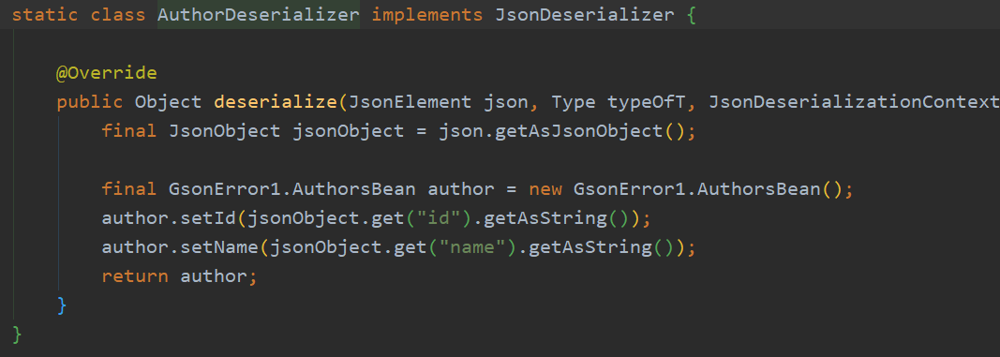 static class AuthorDeserializer implements JsonDeserializer {
@Override
public Object deserialize(JsonElement json, Type typeOfT, JsonDeserializationContext
final JsonObject jsonObject = json.getAsJsonObject();
final GsonError1.AuthorsBean author = new GsonError1.AuthorsBean();
author.setId(jsonObject.get("id").getAsString());
author.setName(jsonObject.get("name").getAsString());
return author;
}
}